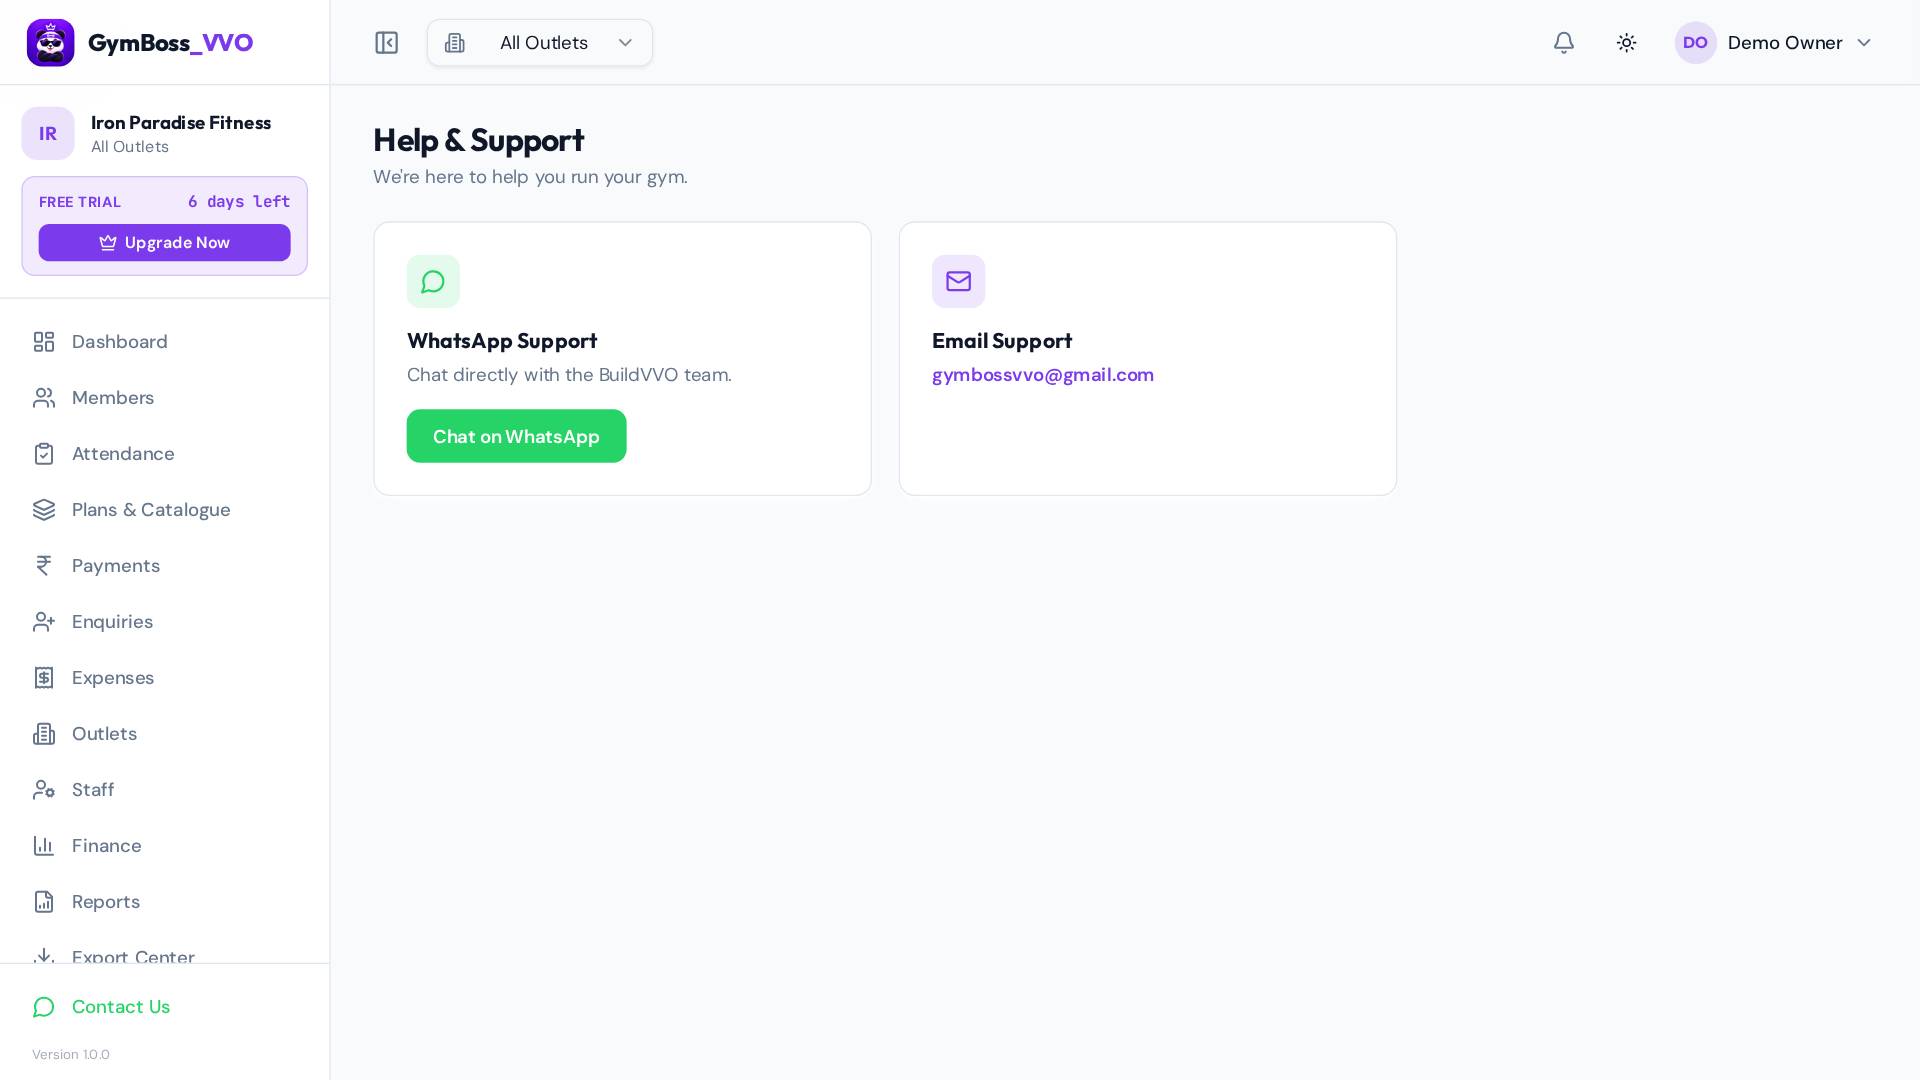 GymBoss_VVO
All Outlets
DO
Demo Owner
IR
Iron Paradise Fitness
All Outlets
FREE TRIAL
6 days left
Upgrade Now
Dashboard
Members
Attendance
Plans & Catalogue
Payments
Enquiries
Expenses
Outlets
Staff
Finance
Reports
Export Center
Contact Us
Version 1.0.0
Help & Support
We're here to help you run your gym.
WhatsApp Support
Chat directly with the BuildVVO team.
Chat on WhatsApp
Email Support
gymbossvvo@gmail.com